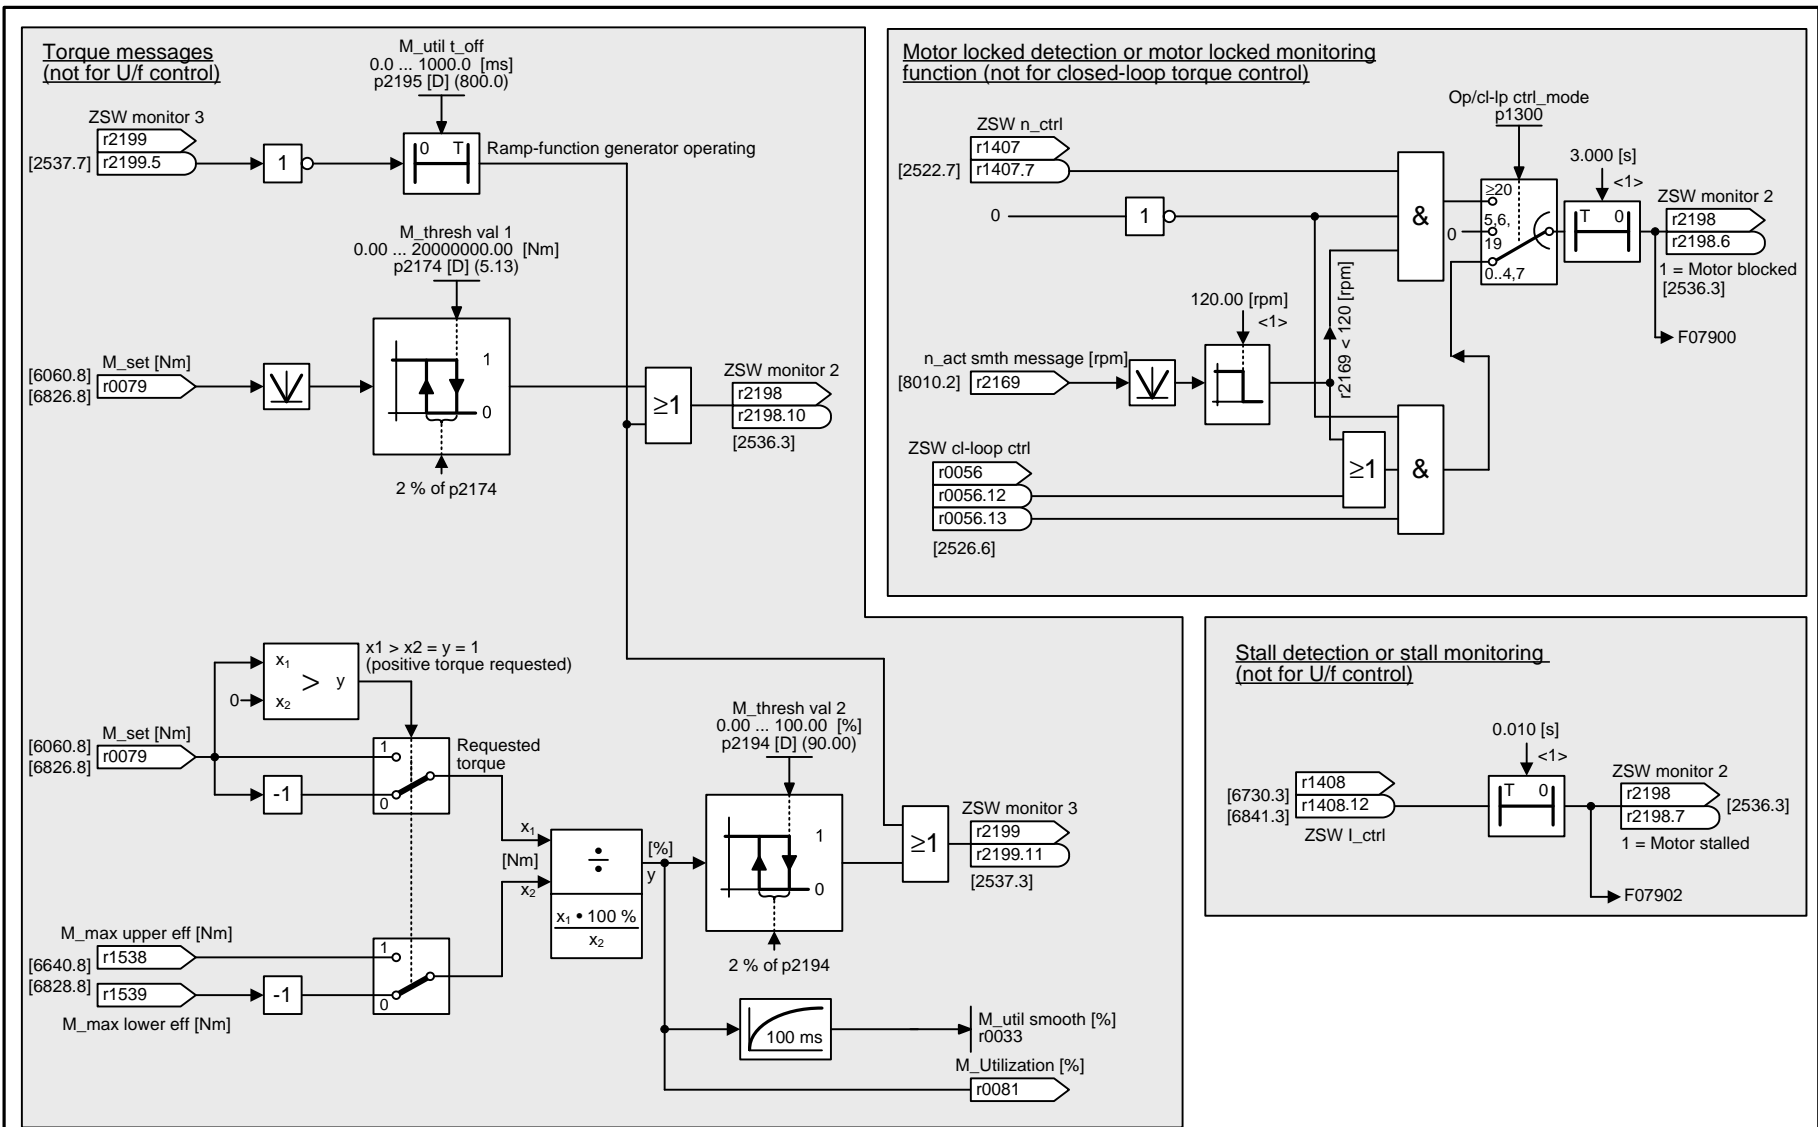 Torque messages
(not for U/f control)
M_util t_off
0.0 ... 1000.0 [ms]
p2195 [D] (800.0)
ZSW monitor 3
r2199
[2537.7]
r2199.5
1
0 T
Ramp-function generator operating
M_thresh val 1
0.00 ... 20000000.00 [Nm]
p2174 [D] (5.13)
M_set [Nm]
[6060.8]
[6826.8]
r0079
1
0
2 % of p2174
≥1
ZSW monitor 2
r2198
r2198.10
[2536.3]
x1
x2
> y
0
x1 > x2 = y = 1
(positive torque requested)
M_set [Nm]
[6060.8]
[6826.8]
r0079
-1
1
0
Requested
torque
x1
[Nm]
x2
÷
x1 • 100 %
x2
[%]
y
M_max upper eff [Nm]
[6640.8]
[6828.8]
r1538
r1539
M_max lower eff [Nm]
-1
1
0
M_thresh val 2
0.00 ... 100.00 [%]
p2194 [D] (90.00)
1
0
2 % of p2194
≥1
ZSW monitor 3
r2199
r2199.11
[2537.3]
100 ms
M_util smooth [%]
r0033
M_Utilization [%]
r0081
Motor locked detection or motor locked monitoring
function (not for closed-loop torque control)
Op/cl-lp ctrl_mode
p1300
ZSW n_ctrl
r1407
[2522.7]
r1407.7
0
1
&
≥20
5,6,
19
0
0..4,7
3.000 [s]
<1>
T 0
ZSW monitor 2
r2198
r2198.6
1 = Motor blocked
[2536.3]
F07900
120.00 [rpm]
<1>
r2169 < 120 [rpm]
n_act smth message [rpm]
[8010.2]
r2169
ZSW cl-loop ctrl
r0056
r0056.12
r0056.13
[2526.6]
≥1
&
Stall detection or stall monitoring
(not for U/f control)
0.010 [s]
<1>
[6730.3]
[6841.3]
r1408
r1408.12
ZSW I_ctrl
T 0
ZSW monitor 2
r2198
r2198.7
[2536.3]
1 = Motor stalled
F07902